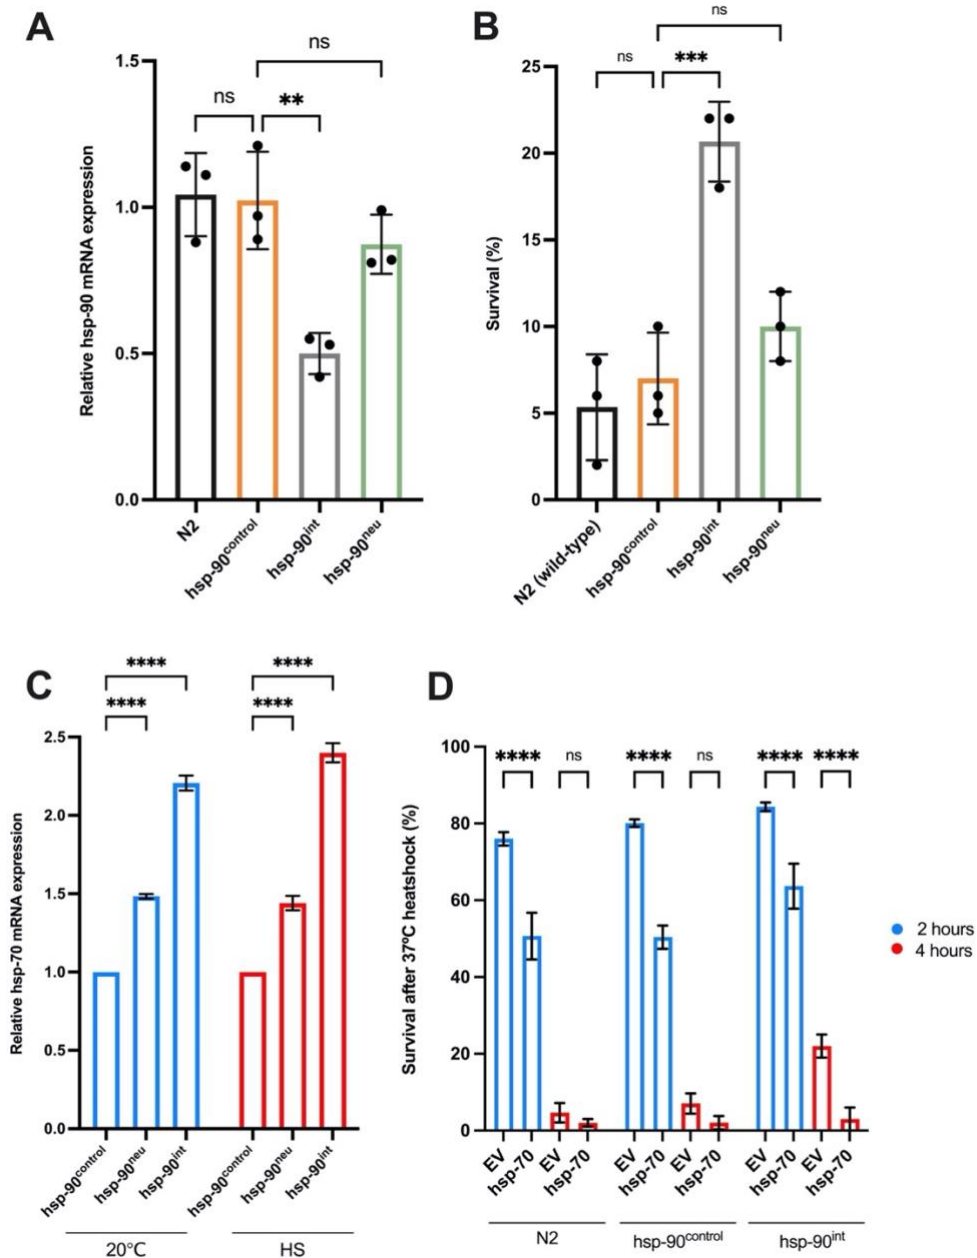 A
Relative hsp-90 mRNA expression
1.5
1.0
0.5
0.0
ns
ns
**
N2
hsp-90control
hsp-90int
hsp-90neu
B
Survival (%)
25
20
15
10
5
0
ns
ns
***
N2 (wild-type)
hsp-90control
hsp-90int
hsp-90neu
C
Relative hsp-70 mRNA expression
2.5
2.0
1.5
1.0
0.5
0.0
****
****
****
****
hsp-90control
hsp-90neu
hsp-90int
hsp-90control
hsp-90neu
hsp-90int
20°C
HS
D
Survival after 37ºC heatshock (%)
100
80
60
40
20
0
**** ns **** ns **** ****
EV hsp-70 EV hsp-70 EV hsp-70 EV hsp-70 EV hsp-70 EV hsp-70
N2
hsp-90control
hsp-90int
2 hours
4 hours